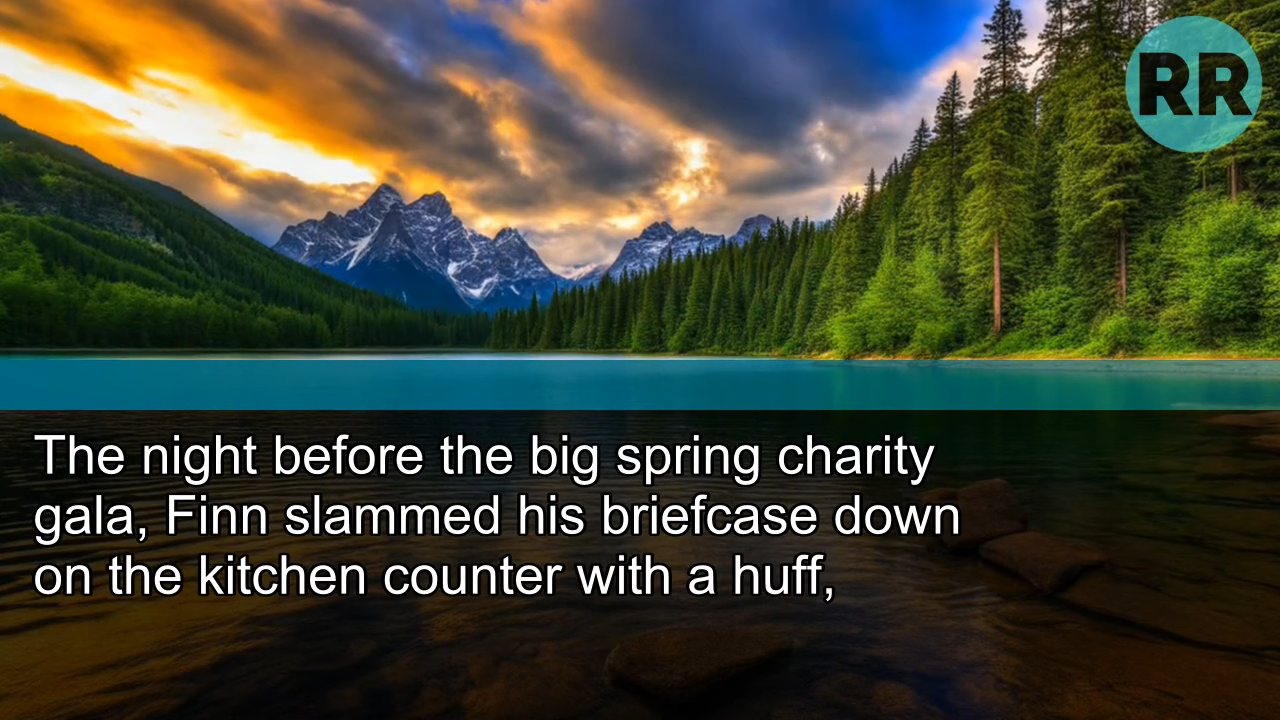 RR
The night before the big spring charity
gala, Finn slammed his briefcase down
on the kitchen counter with a huff,